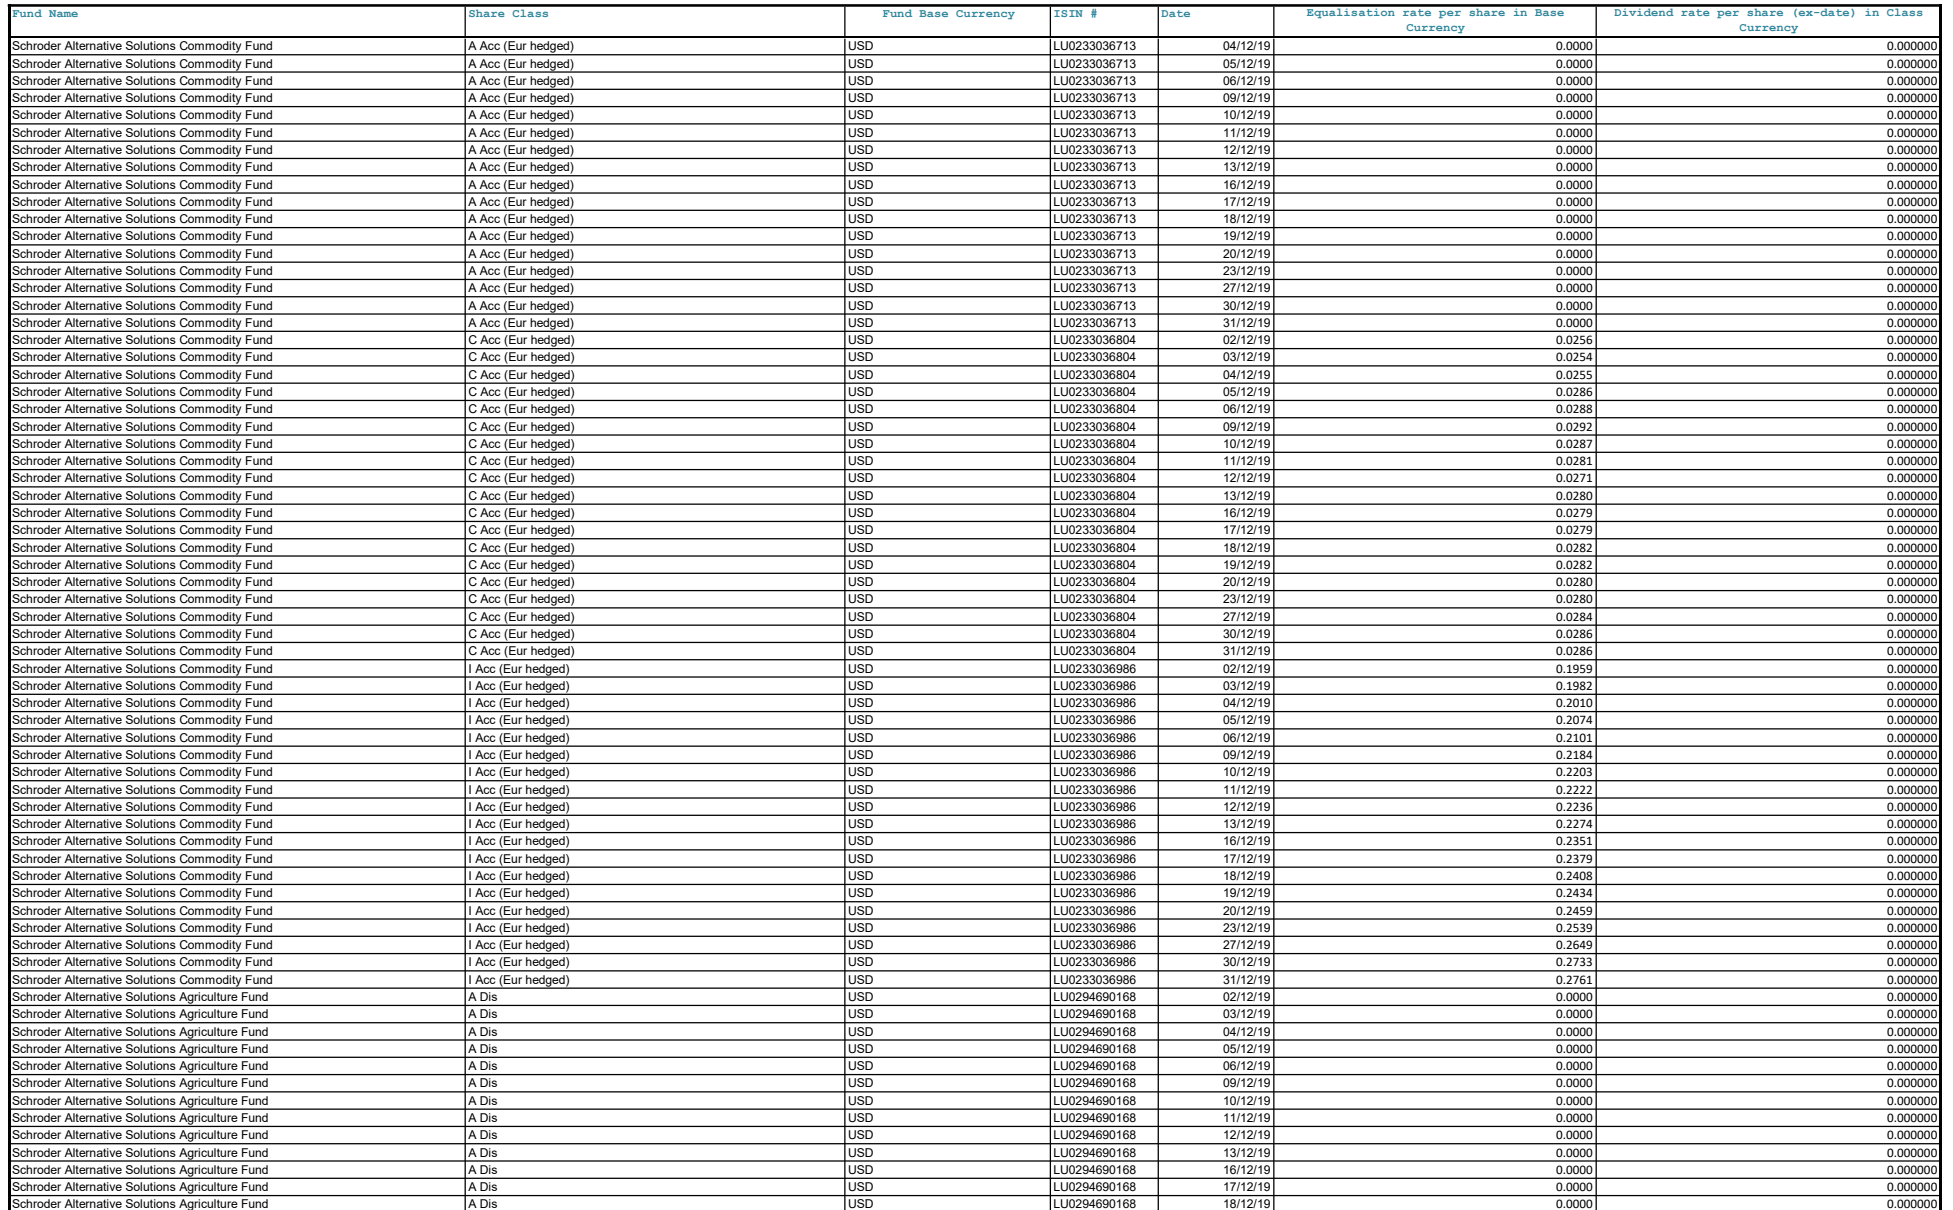 Fund Name Share Class Fund Base Currency ISIN # Date Equalisation rate per share in Base Currency Dividend rate per share (ex-date) in Class Currency
Schroder Alternative Solutions Commodity Fund A Acc (Eur hedged) USD LU0233036713 04/12/19 0.0000 0.000000
Schroder Alternative Solutions Commodity Fund A Acc (Eur hedged) USD LU0233036713 05/12/19 0.0000 0.000000
Schroder Alternative Solutions Commodity Fund A Acc (Eur hedged) USD LU0233036713 06/12/19 0.0000 0.000000
Schroder Alternative Solutions Commodity Fund A Acc (Eur hedged) USD LU0233036713 09/12/19 0.0000 0.000000
Schroder Alternative Solutions Commodity Fund A Acc (Eur hedged) USD LU0233036713 10/12/19 0.0000 0.000000
Schroder Alternative Solutions Commodity Fund A Acc (Eur hedged) USD LU0233036713 11/12/19 0.0000 0.000000
Schroder Alternative Solutions Commodity Fund A Acc (Eur hedged) USD LU0233036713 12/12/19 0.0000 0.000000
Schroder Alternative Solutions Commodity Fund A Acc (Eur hedged) USD LU0233036713 13/12/19 0.0000 0.000000
Schroder Alternative Solutions Commodity Fund A Acc (Eur hedged) USD LU0233036713 16/12/19 0.0000 0.000000
Schroder Alternative Solutions Commodity Fund A Acc (Eur hedged) USD LU0233036713 17/12/19 0.0000 0.000000
Schroder Alternative Solutions Commodity Fund A Acc (Eur hedged) USD LU0233036713 18/12/19 0.0000 0.000000
Schroder Alternative Solutions Commodity Fund A Acc (Eur hedged) USD LU0233036713 19/12/19 0.0000 0.000000
Schroder Alternative Solutions Commodity Fund A Acc (Eur hedged) USD LU0233036713 20/12/19 0.0000 0.000000
Schroder Alternative Solutions Commodity Fund A Acc (Eur hedged) USD LU0233036713 23/12/19 0.0000 0.000000
Schroder Alternative Solutions Commodity Fund A Acc (Eur hedged) USD LU0233036713 27/12/19 0.0000 0.000000
Schroder Alternative Solutions Commodity Fund A Acc (Eur hedged) USD LU0233036713 30/12/19 0.0000 0.000000
Schroder Alternative Solutions Commodity Fund A Acc (Eur hedged) USD LU0233036713 31/12/19 0.0000 0.000000
Schroder Alternative Solutions Commodity Fund C Acc (Eur hedged) USD LU0233036804 02/12/19 0.0256 0.000000
Schroder Alternative Solutions Commodity Fund C Acc (Eur hedged) USD LU0233036804 03/12/19 0.0254 0.000000
Schroder Alternative Solutions Commodity Fund C Acc (Eur hedged) USD LU0233036804 04/12/19 0.0255 0.000000
Schroder Alternative Solutions Commodity Fund C Acc (Eur hedged) USD LU0233036804 05/12/19 0.0286 0.000000
Schroder Alternative Solutions Commodity Fund C Acc (Eur hedged) USD LU0233036804 06/12/19 0.0288 0.000000
Schroder Alternative Solutions Commodity Fund C Acc (Eur hedged) USD LU0233036804 09/12/19 0.0292 0.000000
Schroder Alternative Solutions Commodity Fund C Acc (Eur hedged) USD LU0233036804 10/12/19 0.0287 0.000000
Schroder Alternative Solutions Commodity Fund C Acc (Eur hedged) USD LU0233036804 11/12/19 0.0281 0.000000
Schroder Alternative Solutions Commodity Fund C Acc (Eur hedged) USD LU0233036804 12/12/19 0.0271 0.000000
Schroder Alternative Solutions Commodity Fund C Acc (Eur hedged) USD LU0233036804 13/12/19 0.0280 0.000000
Schroder Alternative Solutions Commodity Fund C Acc (Eur hedged) USD LU0233036804 16/12/19 0.0279 0.000000
Schroder Alternative Solutions Commodity Fund C Acc (Eur hedged) USD LU0233036804 17/12/19 0.0279 0.000000
Schroder Alternative Solutions Commodity Fund C Acc (Eur hedged) USD LU0233036804 18/12/19 0.0282 0.000000
Schroder Alternative Solutions Commodity Fund C Acc (Eur hedged) USD LU0233036804 19/12/19 0.0282 0.000000
Schroder Alternative Solutions Commodity Fund C Acc (Eur hedged) USD LU0233036804 20/12/19 0.0280 0.000000
Schroder Alternative Solutions Commodity Fund C Acc (Eur hedged) USD LU0233036804 23/12/19 0.0280 0.000000
Schroder Alternative Solutions Commodity Fund C Acc (Eur hedged) USD LU0233036804 27/12/19 0.0284 0.000000
Schroder Alternative Solutions Commodity Fund C Acc (Eur hedged) USD LU0233036804 30/12/19 0.0286 0.000000
Schroder Alternative Solutions Commodity Fund C Acc (Eur hedged) USD LU0233036804 31/12/19 0.0286 0.000000
Schroder Alternative Solutions Commodity Fund I Acc (Eur hedged) USD LU0233036986 02/12/19 0.1959 0.000000
Schroder Alternative Solutions Commodity Fund I Acc (Eur hedged) USD LU0233036986 03/12/19 0.1982 0.000000
Schroder Alternative Solutions Commodity Fund I Acc (Eur hedged) USD LU0233036986 04/12/19 0.2010 0.000000
Schroder Alternative Solutions Commodity Fund I Acc (Eur hedged) USD LU0233036986 05/12/19 0.2074 0.000000
Schroder Alternative Solutions Commodity Fund I Acc (Eur hedged) USD LU0233036986 06/12/19 0.2101 0.000000
Schroder Alternative Solutions Commodity Fund I Acc (Eur hedged) USD LU0233036986 09/12/19 0.2184 0.000000
Schroder Alternative Solutions Commodity Fund I Acc (Eur hedged) USD LU0233036986 10/12/19 0.2203 0.000000
Schroder Alternative Solutions Commodity Fund I Acc (Eur hedged) USD LU0233036986 11/12/19 0.2222 0.000000
Schroder Alternative Solutions Commodity Fund I Acc (Eur hedged) USD LU0233036986 12/12/19 0.2236 0.000000
Schroder Alternative Solutions Commodity Fund I Acc (Eur hedged) USD LU0233036986 13/12/19 0.2274 0.000000
Schroder Alternative Solutions Commodity Fund I Acc (Eur hedged) USD LU0233036986 16/12/19 0.2351 0.000000
Schroder Alternative Solutions Commodity Fund I Acc (Eur hedged) USD LU0233036986 17/12/19 0.2379 0.000000
Schroder Alternative Solutions Commodity Fund I Acc (Eur hedged) USD LU0233036986 18/12/19 0.2408 0.000000
Schroder Alternative Solutions Commodity Fund I Acc (Eur hedged) USD LU0233036986 19/12/19 0.2434 0.000000
Schroder Alternative Solutions Commodity Fund I Acc (Eur hedged) USD LU0233036986 20/12/19 0.2459 0.000000
Schroder Alternative Solutions Commodity Fund I Acc (Eur hedged) USD LU0233036986 23/12/19 0.2539 0.000000
Schroder Alternative Solutions Commodity Fund I Acc (Eur hedged) USD LU0233036986 27/12/19 0.2649 0.000000
Schroder Alternative Solutions Commodity Fund I Acc (Eur hedged) USD LU0233036986 30/12/19 0.2733 0.000000
Schroder Alternative Solutions Commodity Fund I Acc (Eur hedged) USD LU0233036986 31/12/19 0.2761 0.000000
Schroder Alternative Solutions Agriculture Fund A Dis USD LU0294690168 02/12/19 0.0000 0.000000
Schroder Alternative Solutions Agriculture Fund A Dis USD LU0294690168 03/12/19 0.0000 0.000000
Schroder Alternative Solutions Agriculture Fund A Dis USD LU0294690168 04/12/19 0.0000 0.000000
Schroder Alternative Solutions Agriculture Fund A Dis USD LU0294690168 05/12/19 0.0000 0.000000
Schroder Alternative Solutions Agriculture Fund A Dis USD LU0294690168 06/12/19 0.0000 0.000000
Schroder Alternative Solutions Agriculture Fund A Dis USD LU0294690168 09/12/19 0.0000 0.000000
Schroder Alternative Solutions Agriculture Fund A Dis USD LU0294690168 10/12/19 0.0000 0.000000
Schroder Alternative Solutions Agriculture Fund A Dis USD LU0294690168 11/12/19 0.0000 0.000000
Schroder Alternative Solutions Agriculture Fund A Dis USD LU0294690168 12/12/19 0.0000 0.000000
Schroder Alternative Solutions Agriculture Fund A Dis USD LU0294690168 13/12/19 0.0000 0.000000
Schroder Alternative Solutions Agriculture Fund A Dis USD LU0294690168 16/12/19 0.0000 0.000000
Schroder Alternative Solutions Agriculture Fund A Dis USD LU0294690168 17/12/19 0.0000 0.000000
Schroder Alternative Solutions Agriculture Fund A Dis USD LU0294690168 18/12/19 0.0000 0.000000